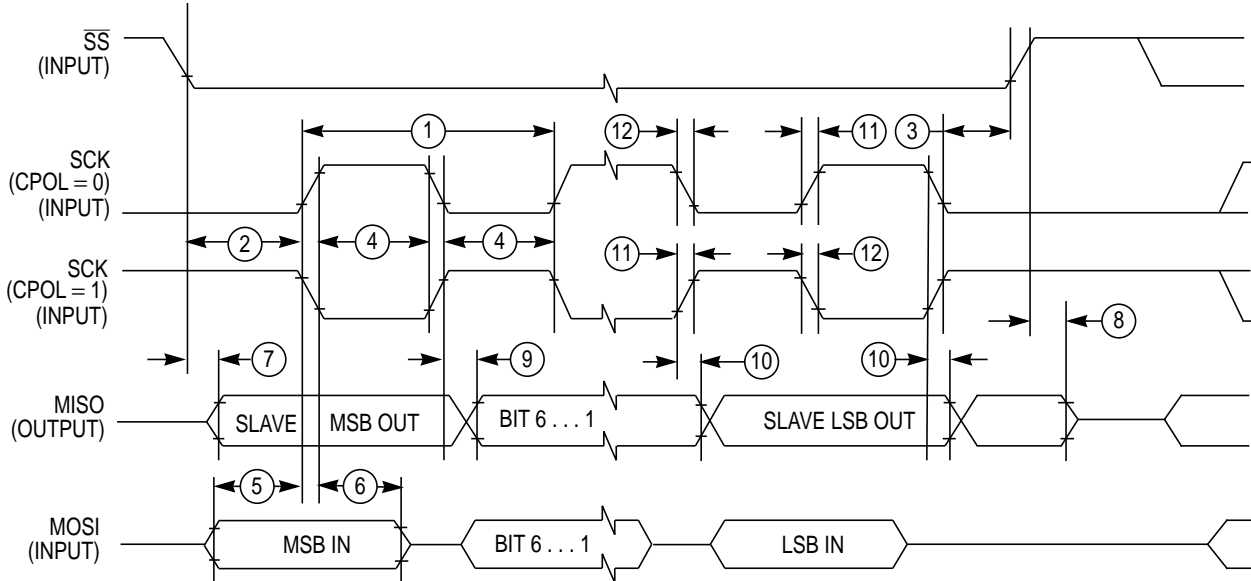 SS
(INPUT)
1
12
11
3
SCK
(CPOL = 0)
(INPUT)
2
4
4
11
12
SCK
(CPOL = 1)
(INPUT)
8
7
9
10
10
MISO
(OUTPUT)
SLAVE
MSB OUT
BIT 6 . . . 1
SLAVE LSB OUT
5
6
MOSI
(INPUT)
MSB IN
BIT 6 . . . 1
LSB IN